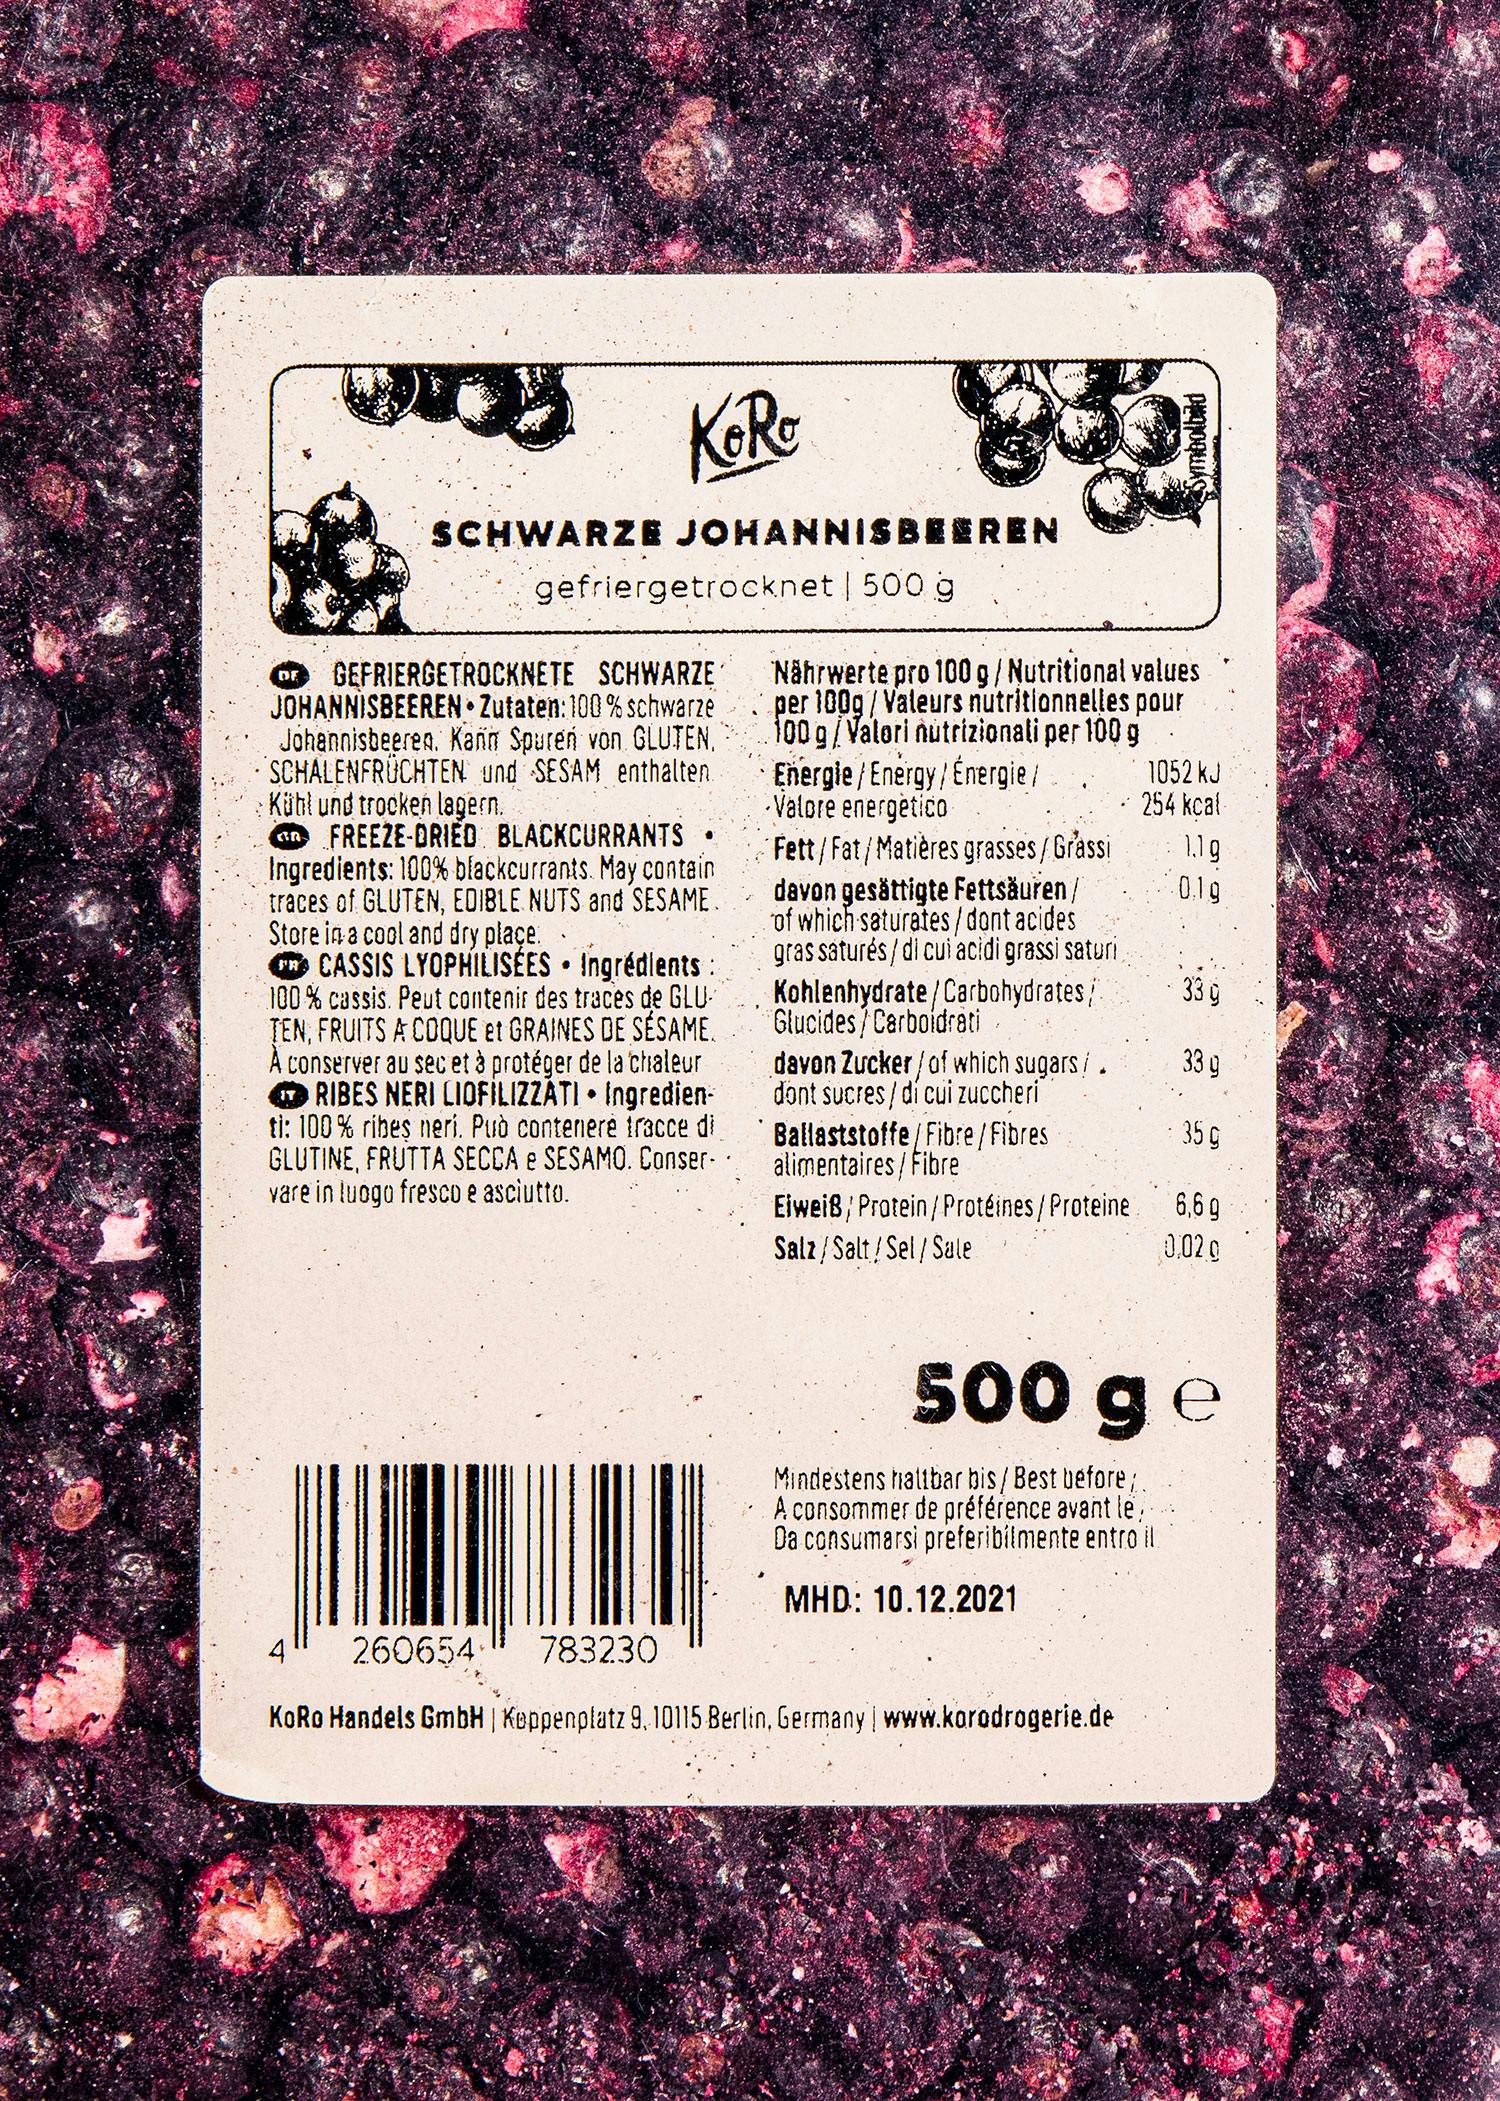 KoRo
Symbolbild
SCHWARZE JOHANNISBEEREN
gefriergetrocknet | 500 g
DE GEFRIERGETROCKNETE SCHWARZE
JOHANNISBEEREN • Zutaten: 100 % schwarze
Johannisbeeren. Kann Spuren von GLUTEN,
SCHALENFRÜCHTEN und SESAM enthalten.
Kühl und trocken lagern.
GB FREEZE-DRIED BLACKCURRANTS •
Ingredients: 100% blackcurrants. May contain
traces of GLUTEN, EDIBLE NUTS and SESAME.
Store in a cool and dry place.
FR CASSIS LYOPHILISÉES • Ingrédients :
100 % cassis. Peut contenir des traces de GLU-
TEN, FRUITS À COQUE et GRAINES DE SÉSAME.
À conserver au sec et à protéger de la chaleur
IT RIBES NERI LIOFILIZZATI • Ingredien-
ti: 100 % ribes neri. Può contenere tracce di
GLUTINE, FRUTTA SECCA e SESAMO. Conser-
vare in luogo fresco e asciutto.
Nährwerte pro 100 g / Nutritional values
per 100g / Valeurs nutritionnelles pour
100 g / Valori nutrizionali per 100 g
Energie / Energy / Énergie / 1052 kJ
Valore energetico 254 kcal
Fett / Fat / Matières grasses / Grassi 1,1 g
davon gesättigte Fettsäuren / 0,1 g
of which saturates / dont acides
gras saturés / di cui acidi grassi saturi
Kohlenhydrate / Carbohydrates / 33 g
Glucides / Carboidrati
davon Zucker / of which sugars / 33 g
dont sucres / di cui zuccheri
Ballaststoffe / Fibre / Fibres 35 g
alimentaires / Fibre
Eiweiß / Protein / Protéines / Proteine 6,6 g
Salz / Salt / Sel / Sale 0,02 g
500 g e
Mindestens haltbar bis / Best before /
A consommer de préférence avant le /
Da consumarsi preferibilmente entro il
MHD: 10.12.2021
4 260654 783230
KoRo Handels GmbH | Koppenplatz 9, 10115 Berlin, Germany | www.korodrogerie.de